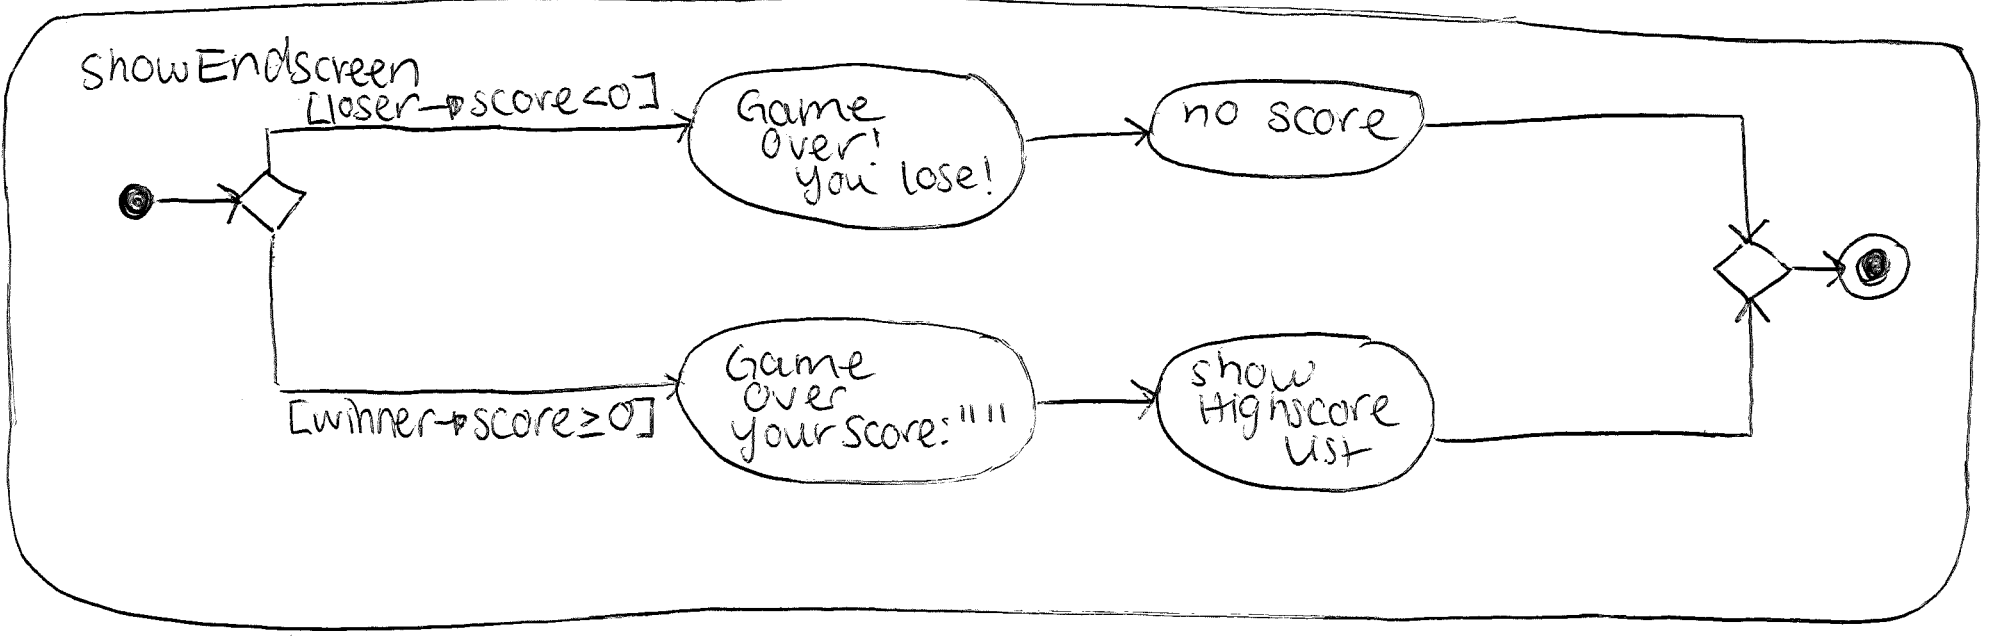 showEndscreen
[loser→score<0]
Game
over!
you lose!
no score
[winner→score≥0]
Game
over
your score: " "
show
Highscore
List